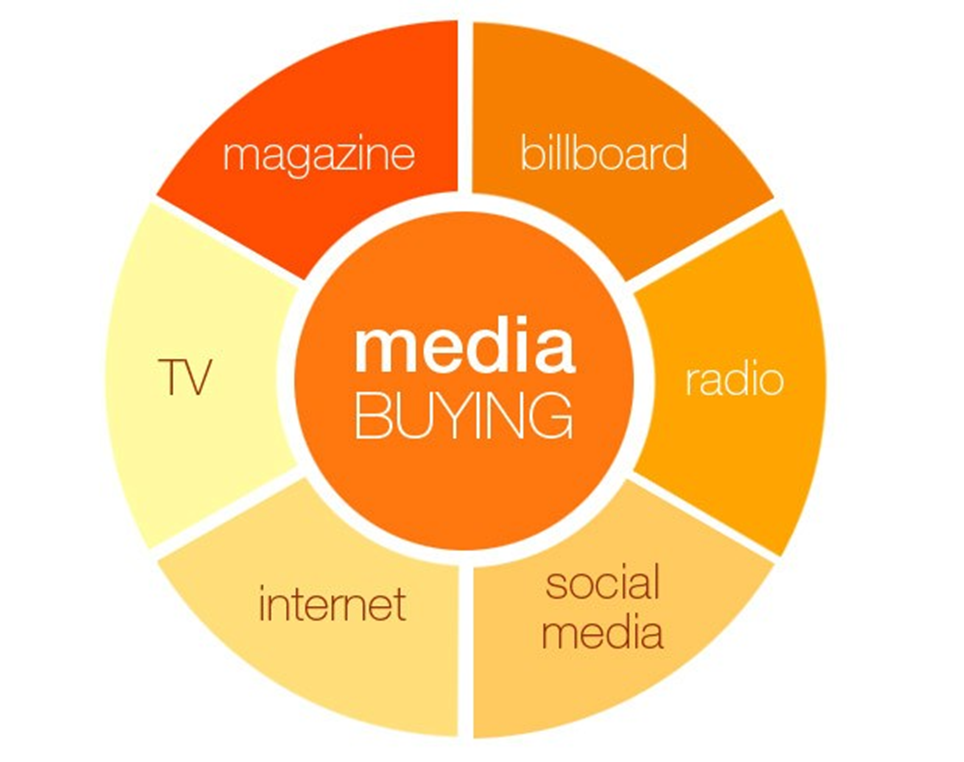 magazine
billboard
TV
media
BUYING
radio
internet
social
media